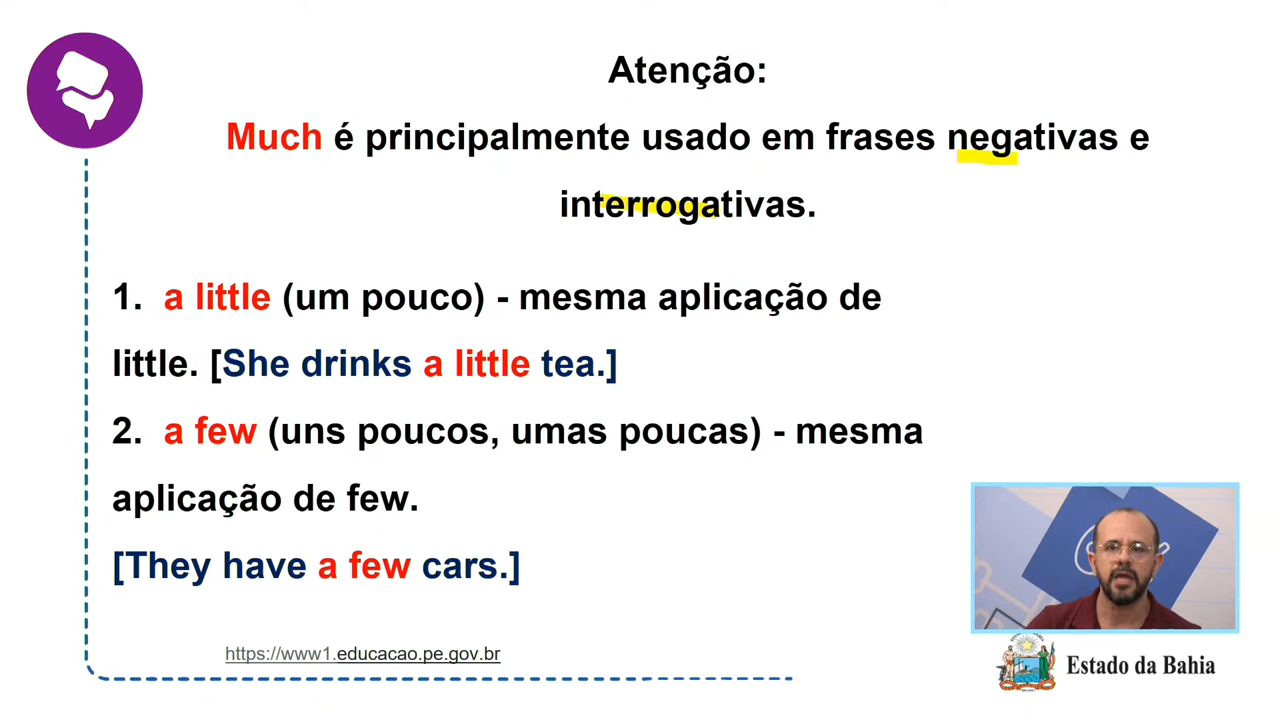 Atenção:
Much é principalmente usado em frases negativas e
interrogativas.
1. a little (um pouco) - mesma aplicação de
little. [She drinks a little tea.]
2. a few (uns poucos, umas poucas) - mesma
aplicação de few.
[They have a few cars.]
https://www1.educacao.pe.gov.br
Estado da Bahia